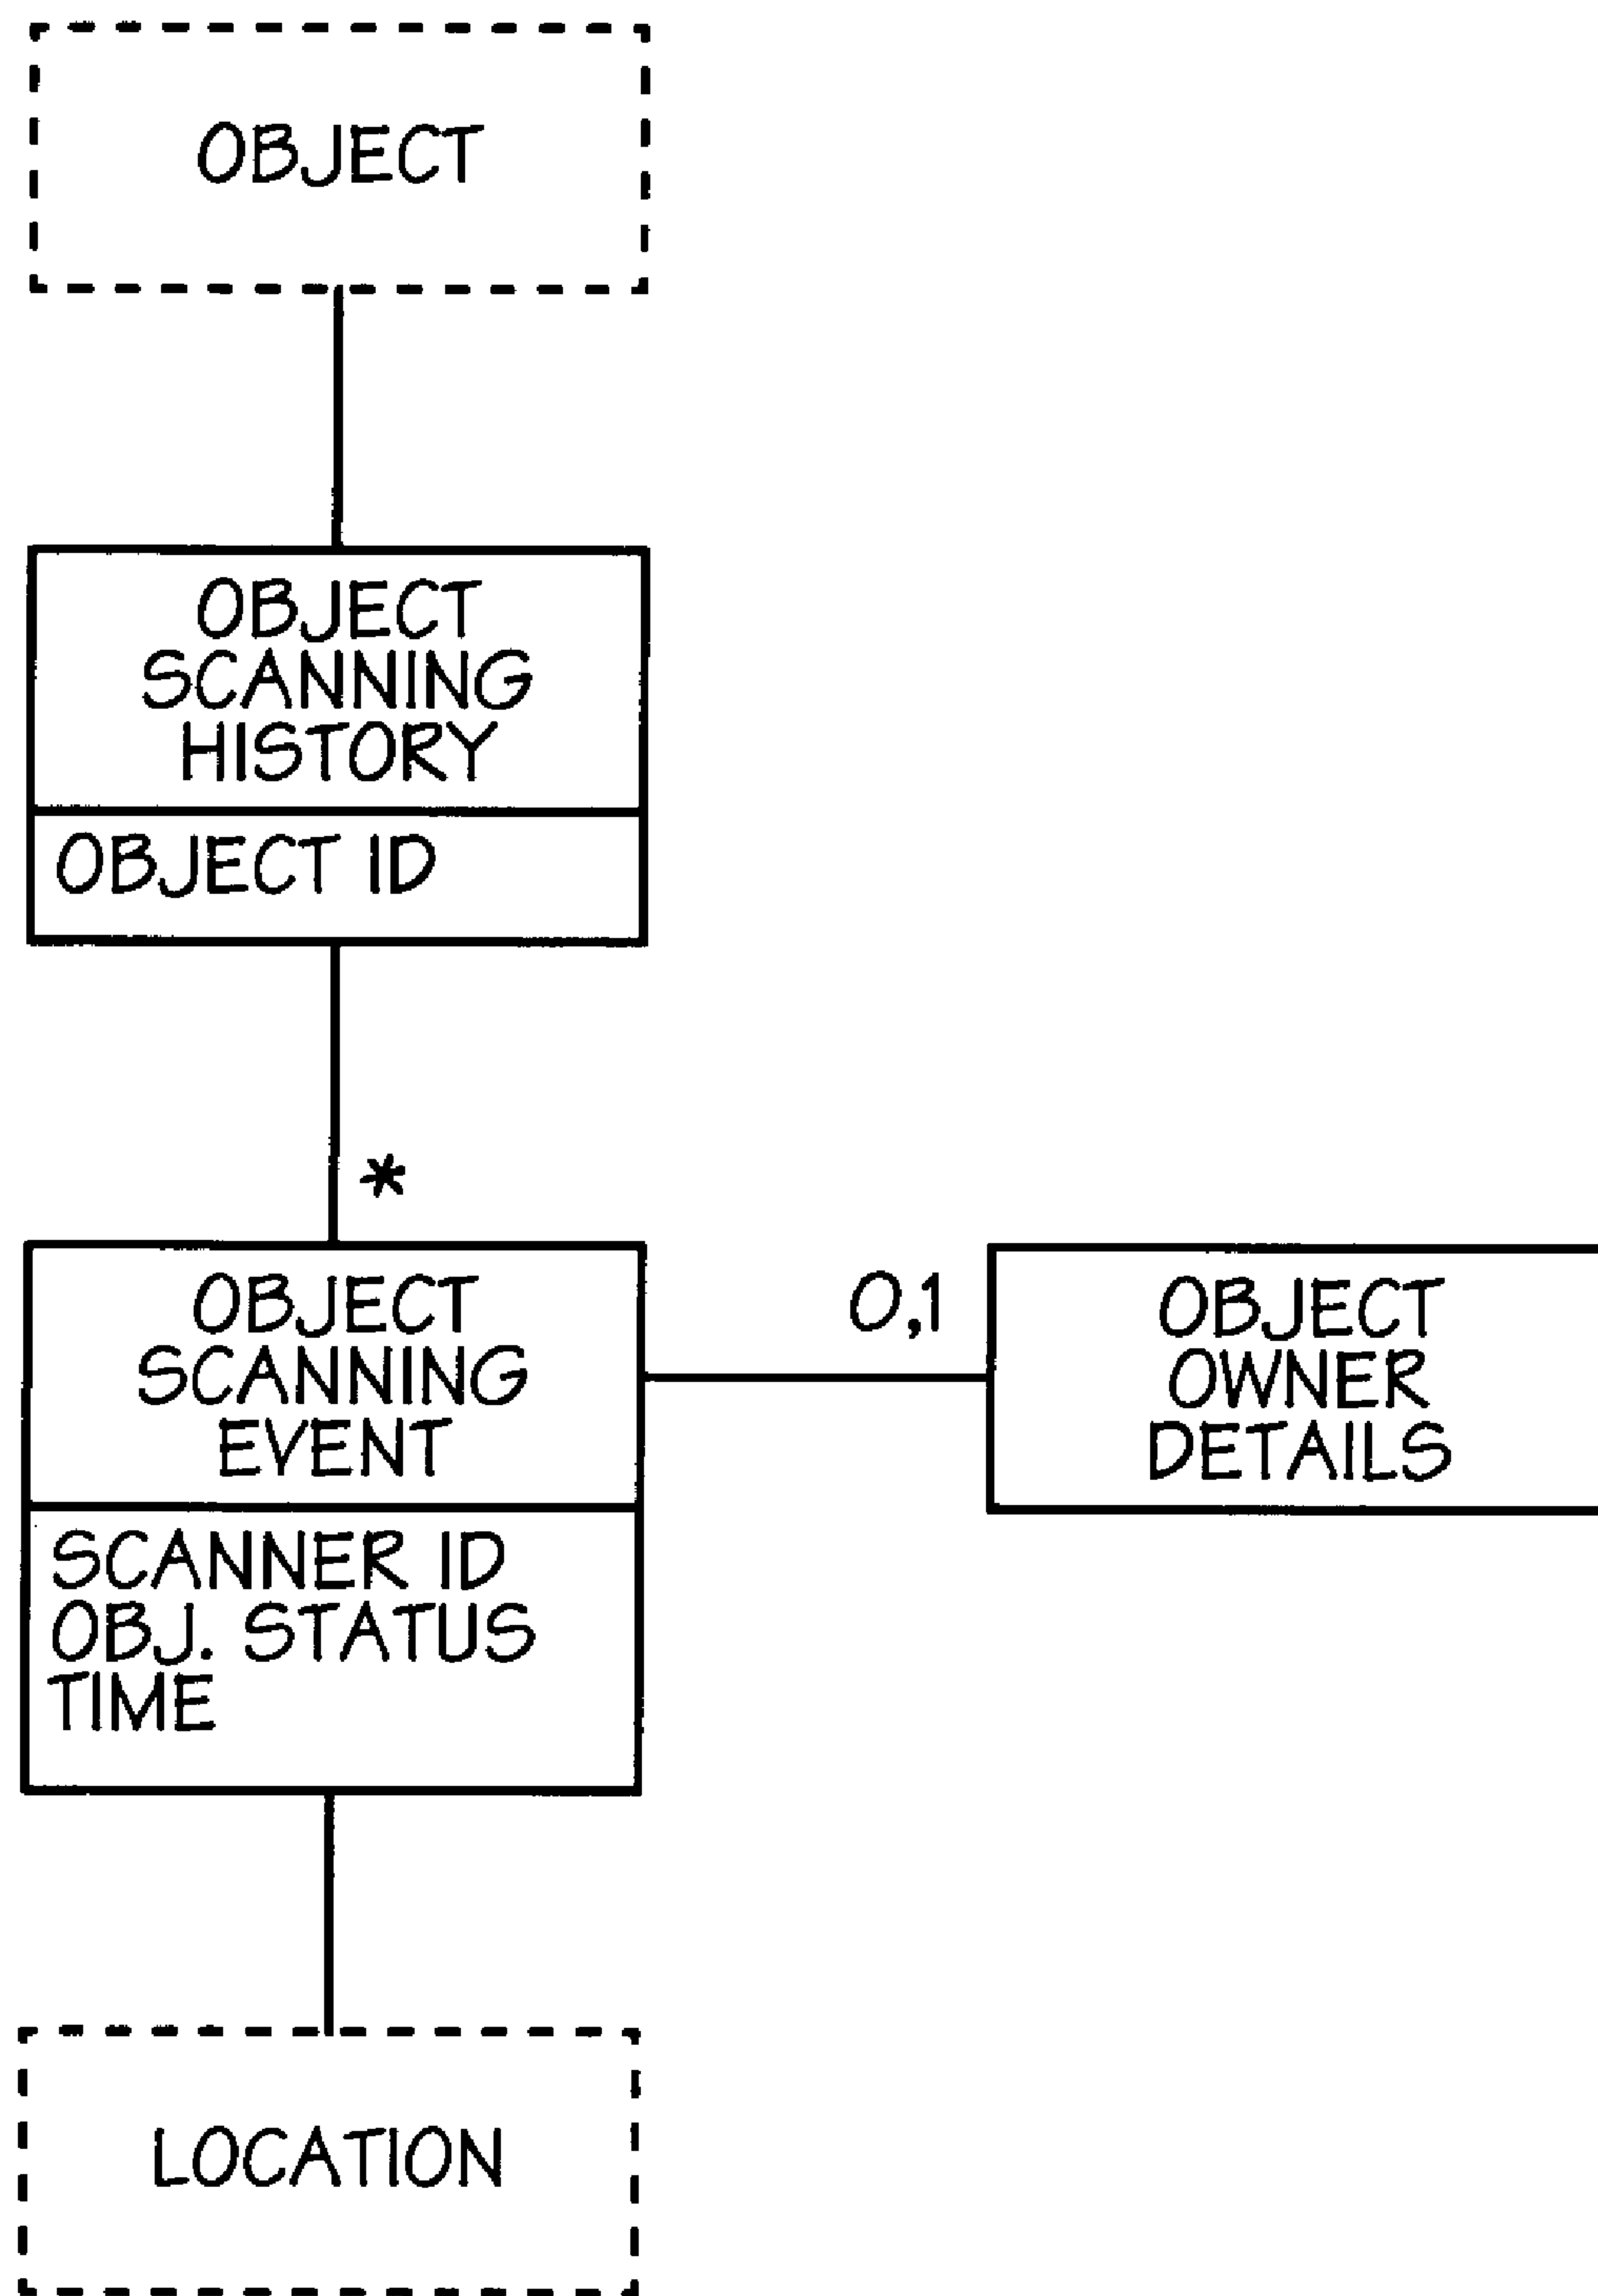 OBJECT
OBJECT
SCANNING
HISTORY
OBJECT ID
*
OBJECT
SCANNING
EVENT
SCANNER ID
OBJ. STATUS
TIME
0,1
OBJECT
OWNER
DETAILS
LOCATION